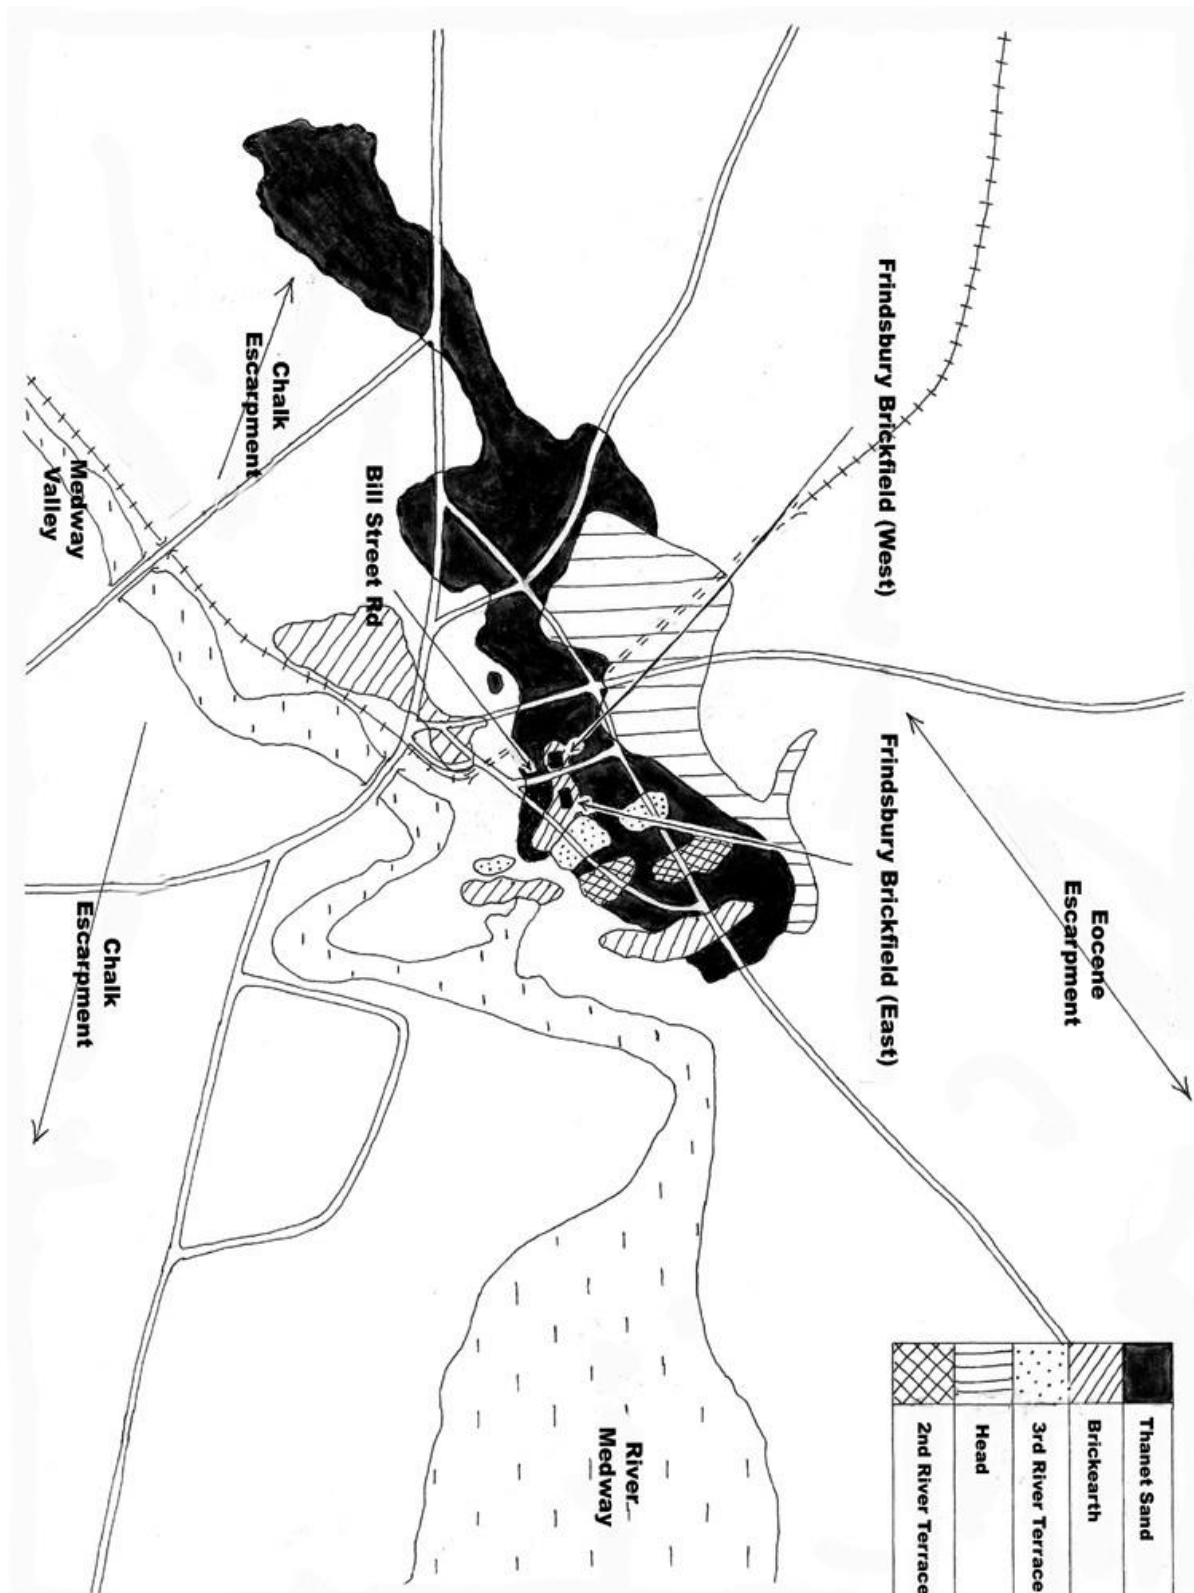 Frindsbury Brickfield (West)
Frindsbury Brickfield (East)
Eocene
Escarpment
Chalk
Escarpment
Bill Street Rd
Medway
Valley
Chalk
Escarpment
River
Medway
Thanet Sand
Brickearth
3rd River Terrace
Head
2nd River Terrace